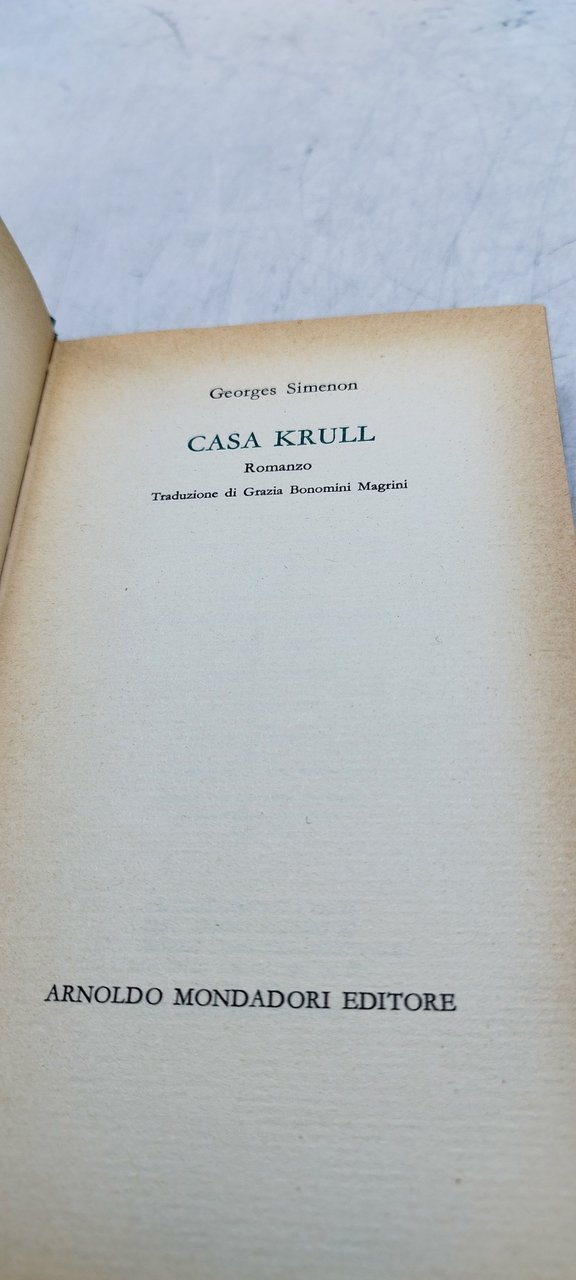 Georges Simenon
CASA KRULL
Romanzo
Traduzione di Grazia Bonomini Magrini
ARNOLDO MONDADORI EDITORE